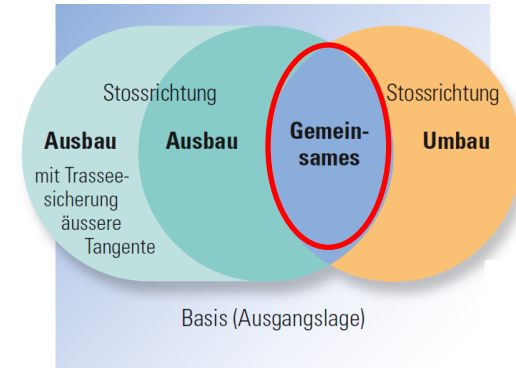 Stossrichtung
Ausbau
mit Trassee-
sicherung
äussere
Tangente
Ausbau
Gemein-
sames
Stossrichtung
Umbau
Basis (Ausgangslage)